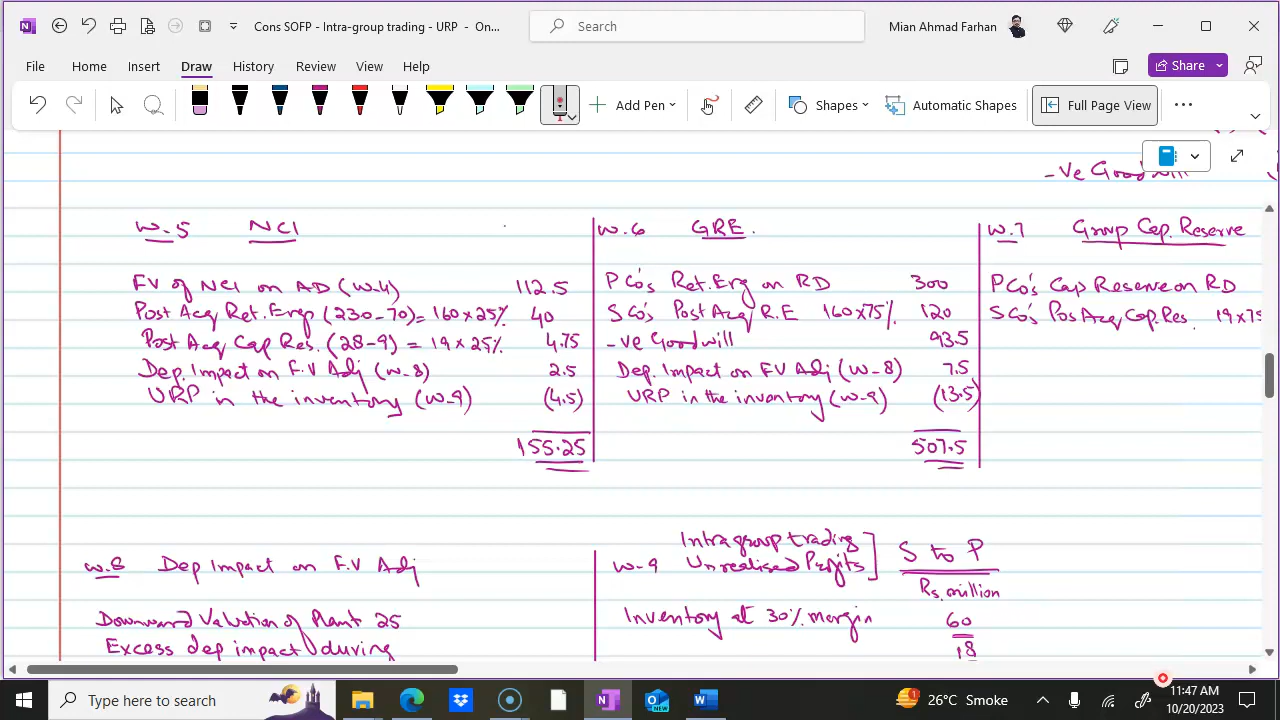 Cons SOFP - Intra-group trading - URP - On...
Search
Mian Ahmad Farhan
File Home Insert Draw History Review View Help
Share
Add Pen
Shapes
Automatic Shapes
Full Page View
-Ve Goodwill
W-5 NCI
FV of NCI on AD (W-4) 112.5
Post Acq Ret. Erng (230-70) = 160 x 25% 40
Post Acq Cap Res. (28-9) = 19 x 25% 4.75
Dep. Impact on F.V Adj (W-8) 2.5
URP in the inventory (W-9) (4.5)
155.25
W.6 GRE.
P Co's Ret. Erg on RD 300
S Co's Post Acq R.E 160x75% 120
-Ve Goodwill 93.5
Dep. Impact on FV Adj (W-8) 7.5
URP in the inventory (W-9) (13.5)
507.5
W.7 Group Cap. Reserve
P Co's Cap Reserve on RD
S Co's Pos Acq Cap. Res. 19x75
W.8 Dep Impact on F.V Adj
Downward Valuation of Plant 25
Excess dep impact during
W-9 Intragroup trading
Unrealised Profits
S to P
Rs. million
Inventory at 30% margin 60
18
Type here to search
26°C Smoke
11:47 AM
10/20/2023